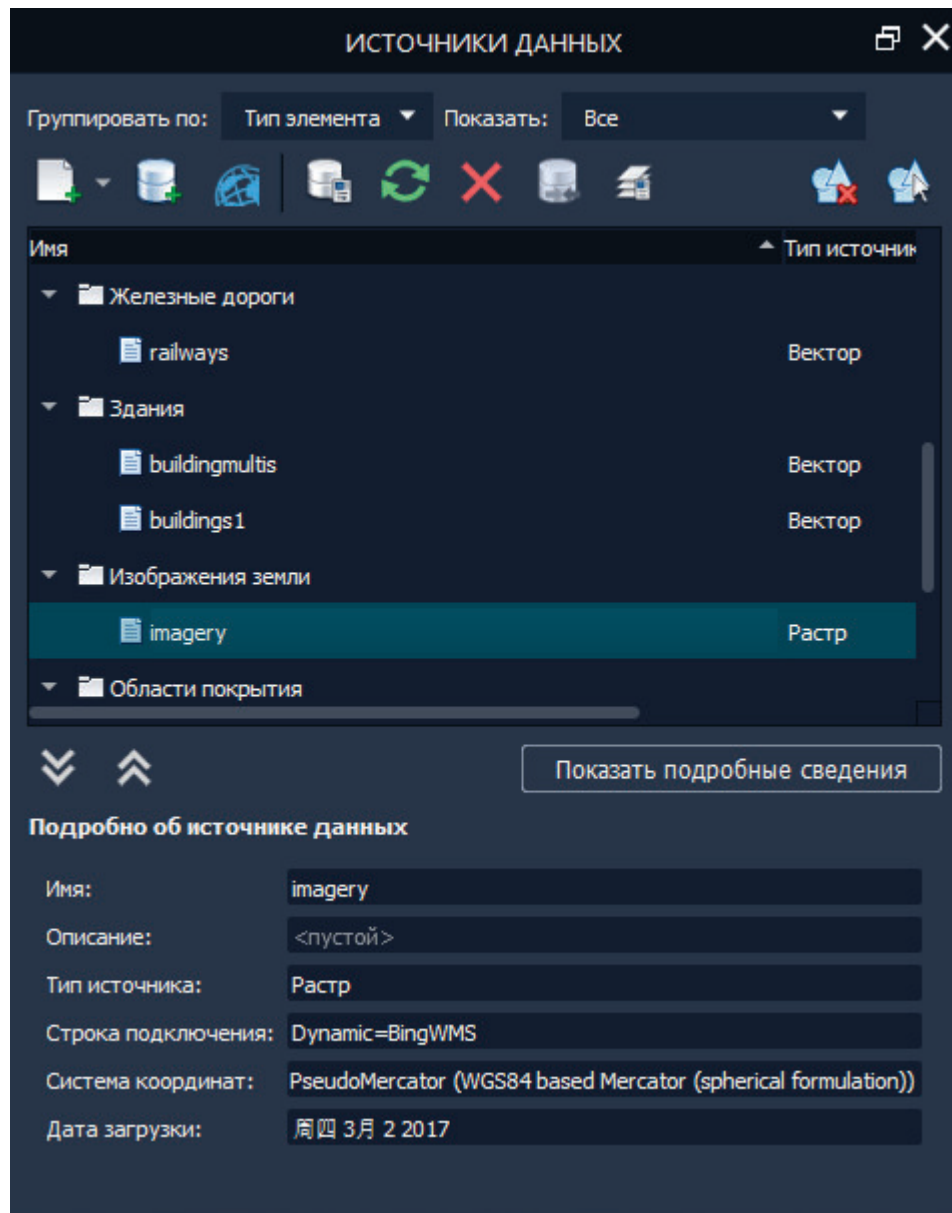 ИСТОЧНИКИ ДАННЫХ
Группировать по: Тип элемента Показать: Все
Имя Тип источник
Железные дороги
railways Вектор
Здания
buildingmultis Вектор
buildings1 Вектор
Изображения земли
imagery Растр
Области покрытия
Показать подробные сведения
Подробно об источнике данных
Имя: imagery
Описание: <пустой>
Тип источника: Растр
Строка подключения: Dynamic=BingWMS
Система координат: PseudoMercator (WGS84 based Mercator (spherical formulation))
Дата загрузки: 周四 3月 2 2017